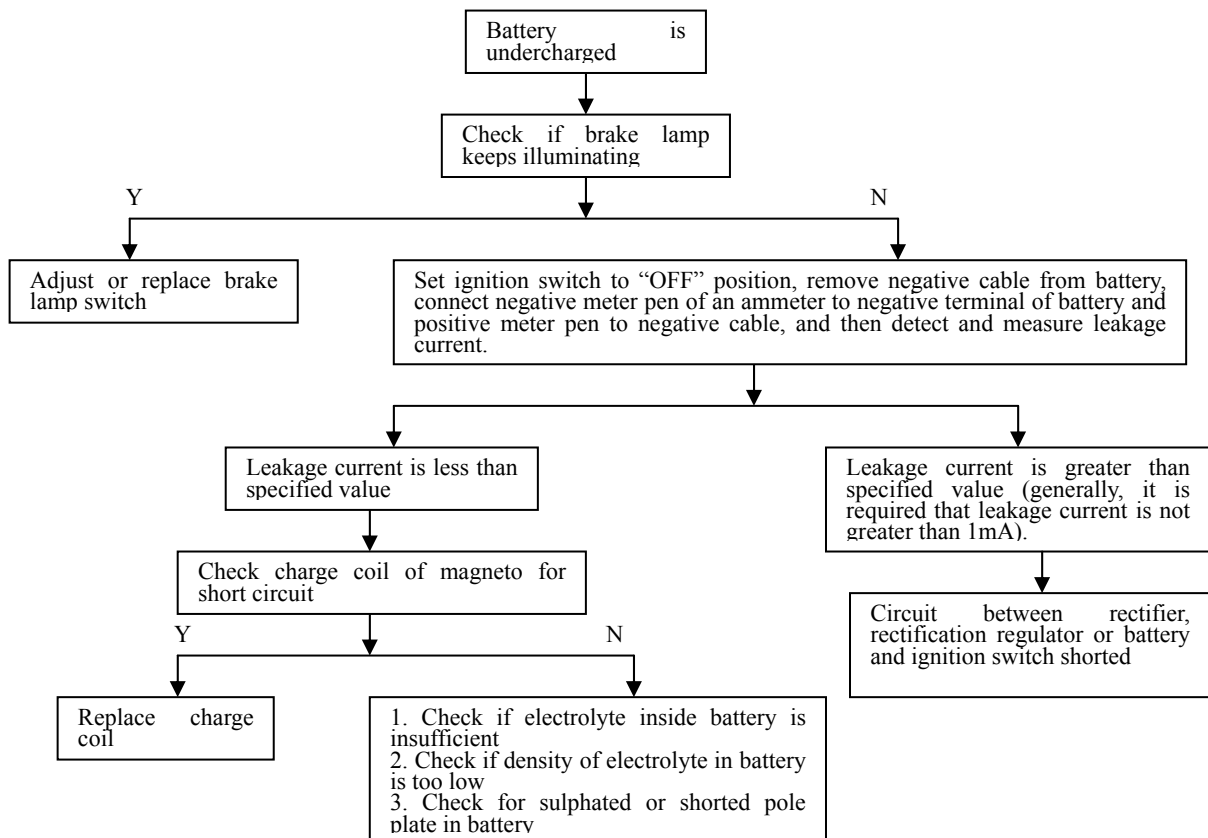 Battery is
undercharged
Check if brake lamp
keeps illuminating
Y
N
Adjust or replace brake
lamp switch
Set ignition switch to “OFF” position, remove negative cable from battery,
connect negative meter pen of an ammeter to negative terminal of battery and
positive meter pen to negative cable, and then detect and measure leakage
current.
Leakage current is less than
specified value
Leakage current is greater than
specified value (generally, it is
required that leakage current is not
greater than 1mA).
Check charge coil of magneto for
short circuit
Circuit between rectifier,
rectification regulator or battery
and ignition switch shorted
Y
N
Replace charge
coil
1. Check if electrolyte inside battery is
insufficient
2. Check if density of electrolyte in battery
is too low
3. Check for sulphated or shorted pole
plate in battery